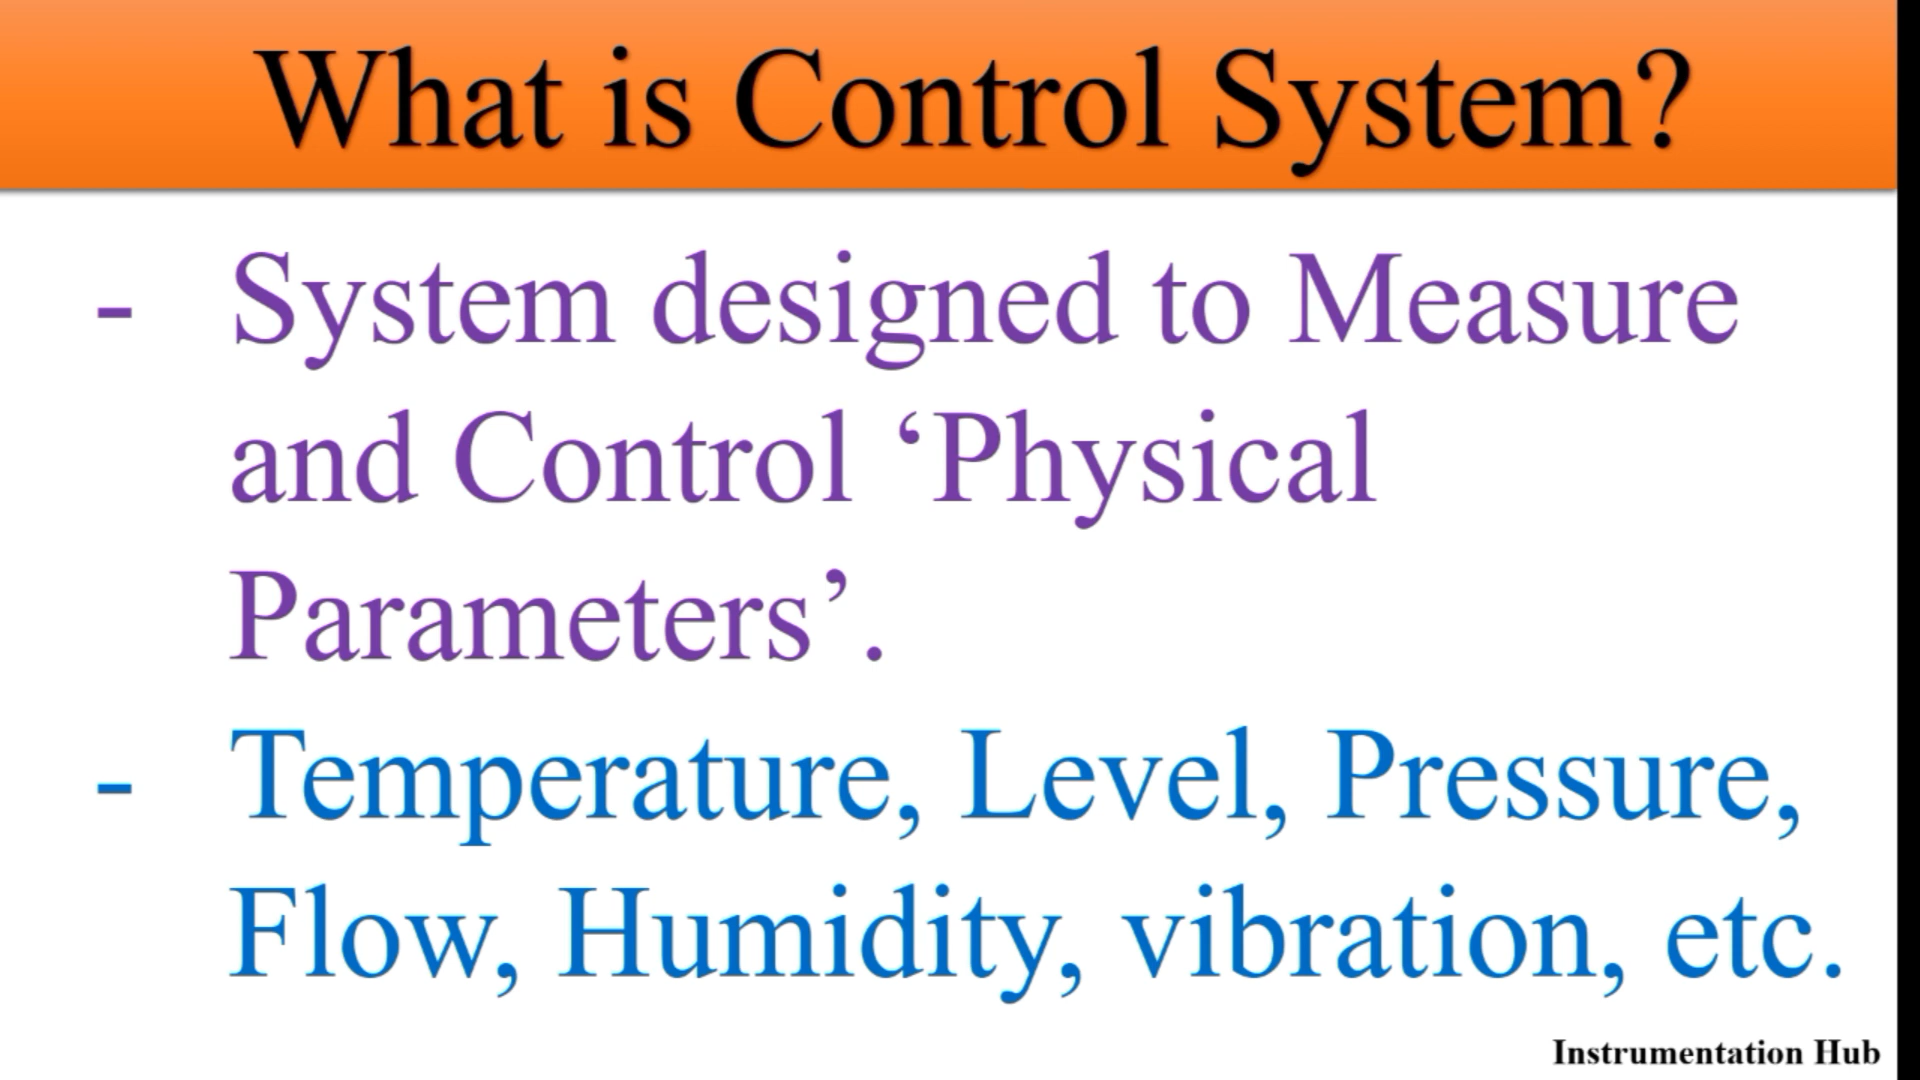 What is Control System?
- System designed to Measure
and Control ‘Physical
Parameters’.
- Temperature, Level, Pressure,
Flow, Humidity, vibration, etc.
Instrumentation Hub